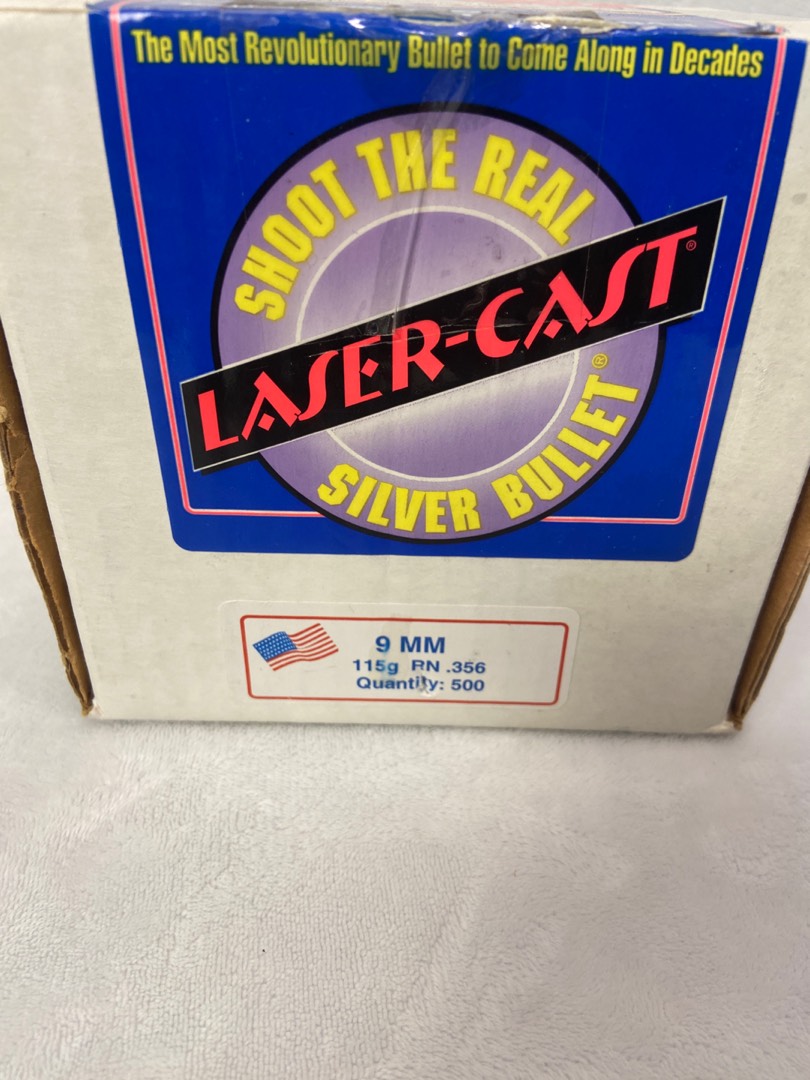 The Most Revolutionary Bullet to Come Along in Decades
SHOOT THE REAL
LASER-CAST®
SILVER BULLET®
9 MM
115g RN .356
Quantity: 500